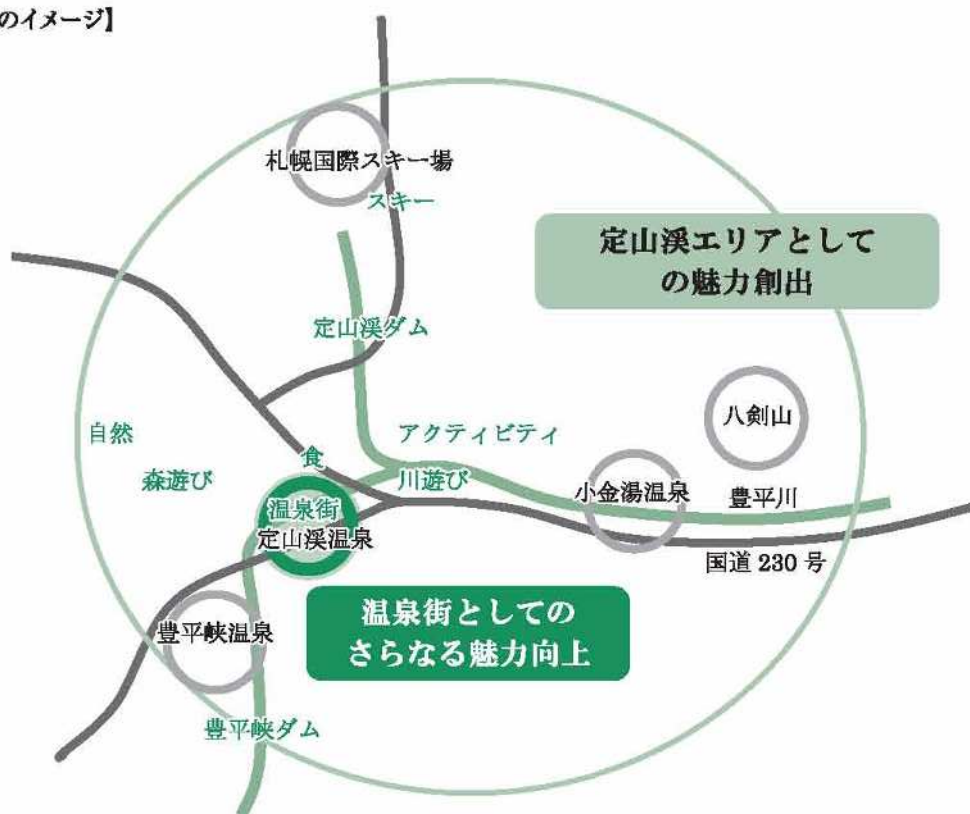 のイメージ】
札幌国際スキー場
スキー
定山渓エリアとして
の魅力創出
定山渓ダム
八剣山
自然
アクティビティ
食
森遊び
川遊び
小金湯温泉
豊平川
温泉街
定山渓温泉
国道 230 号
温泉街としての
さらなる魅力向上
豊平峡温泉
豊平峡ダム